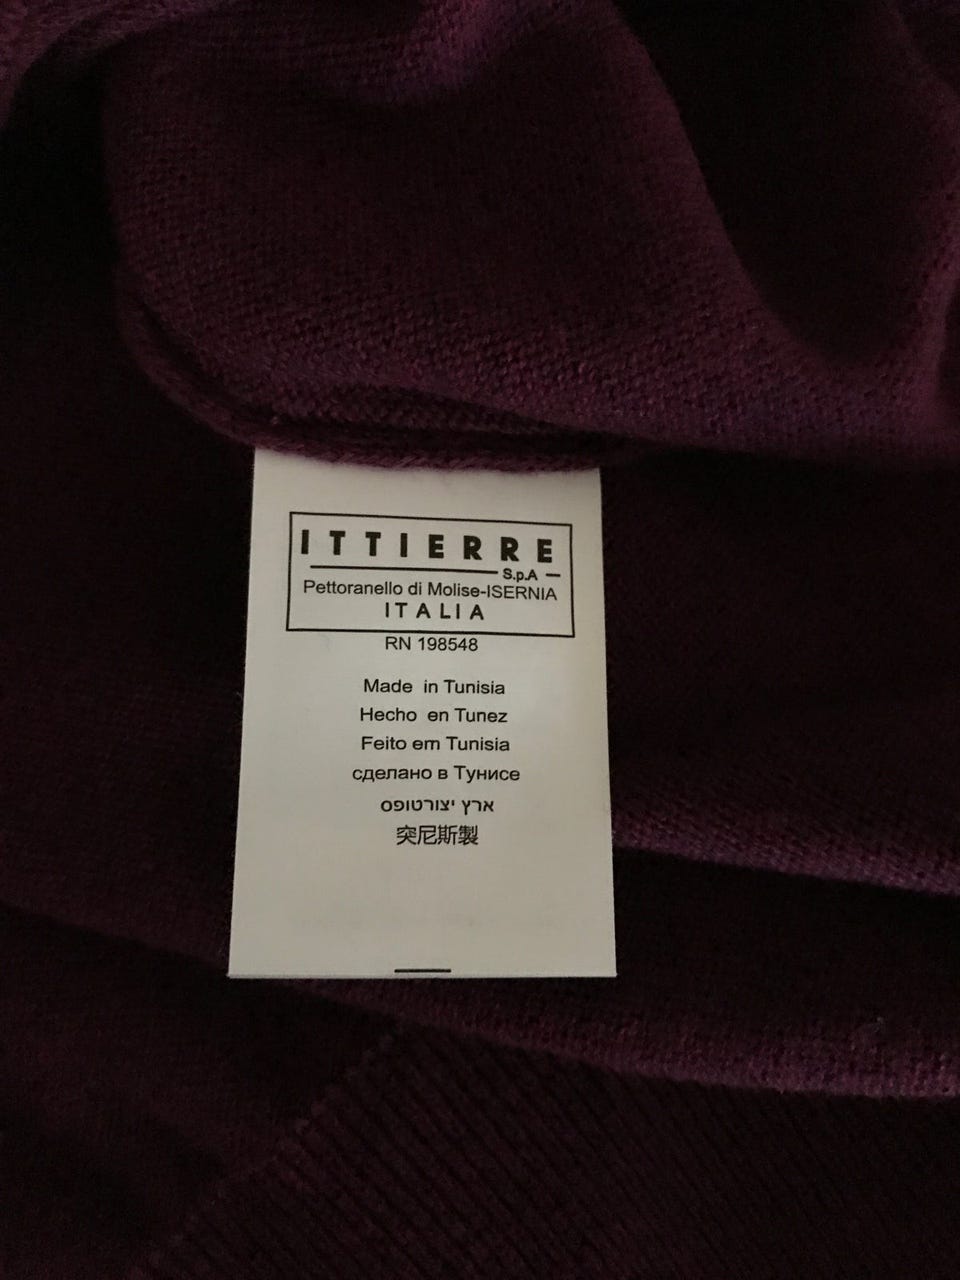 ITTIERRE
S.p.A
Pettoranello di Molise-ISERNIA
ITALIA
RN 198548
Made in Tunisia
Hecho en Tunez
Feito em Tunisia
сделано в Тунисе
ארץ יצורטופס
突尼斯製